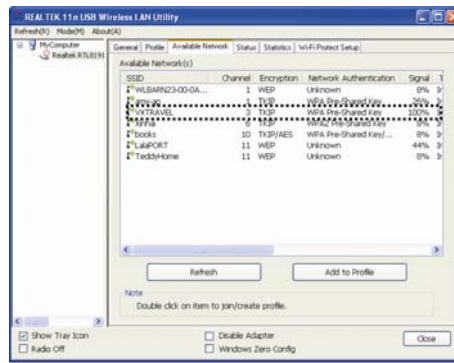 REALTEK 11n USB Wireless LAN Utility
Refresh(R) Mode(M) About(A)
MyComputer
Realtek RTL8191
General Profile Available Network Status Statistics Wi-Fi Protect Setup
Available Network(s)
SSID Channel Encryption Network Authentication Signal T
WLBARN23-00-0A... 1 WEP Unknown 8%
1 TKIP WPA Pre-Shared Key 26%
VXTRAVEL 3 TKIP WPA Pre-Shared Key 100%
6 TKIP WPA2 Pre-Shared Key 8%
books 10 TKIP/AES WPA Pre-Shared Key/... 8%
LalaPORT 11 WEP Unknown 44%
TeddyHome 11 WEP Unknown 8%
Refresh Add to Profile
Note
Double click on item to join/create profile.
Show Tray Icon Disable Adapter
Radio Off Windows Zero Config
Close